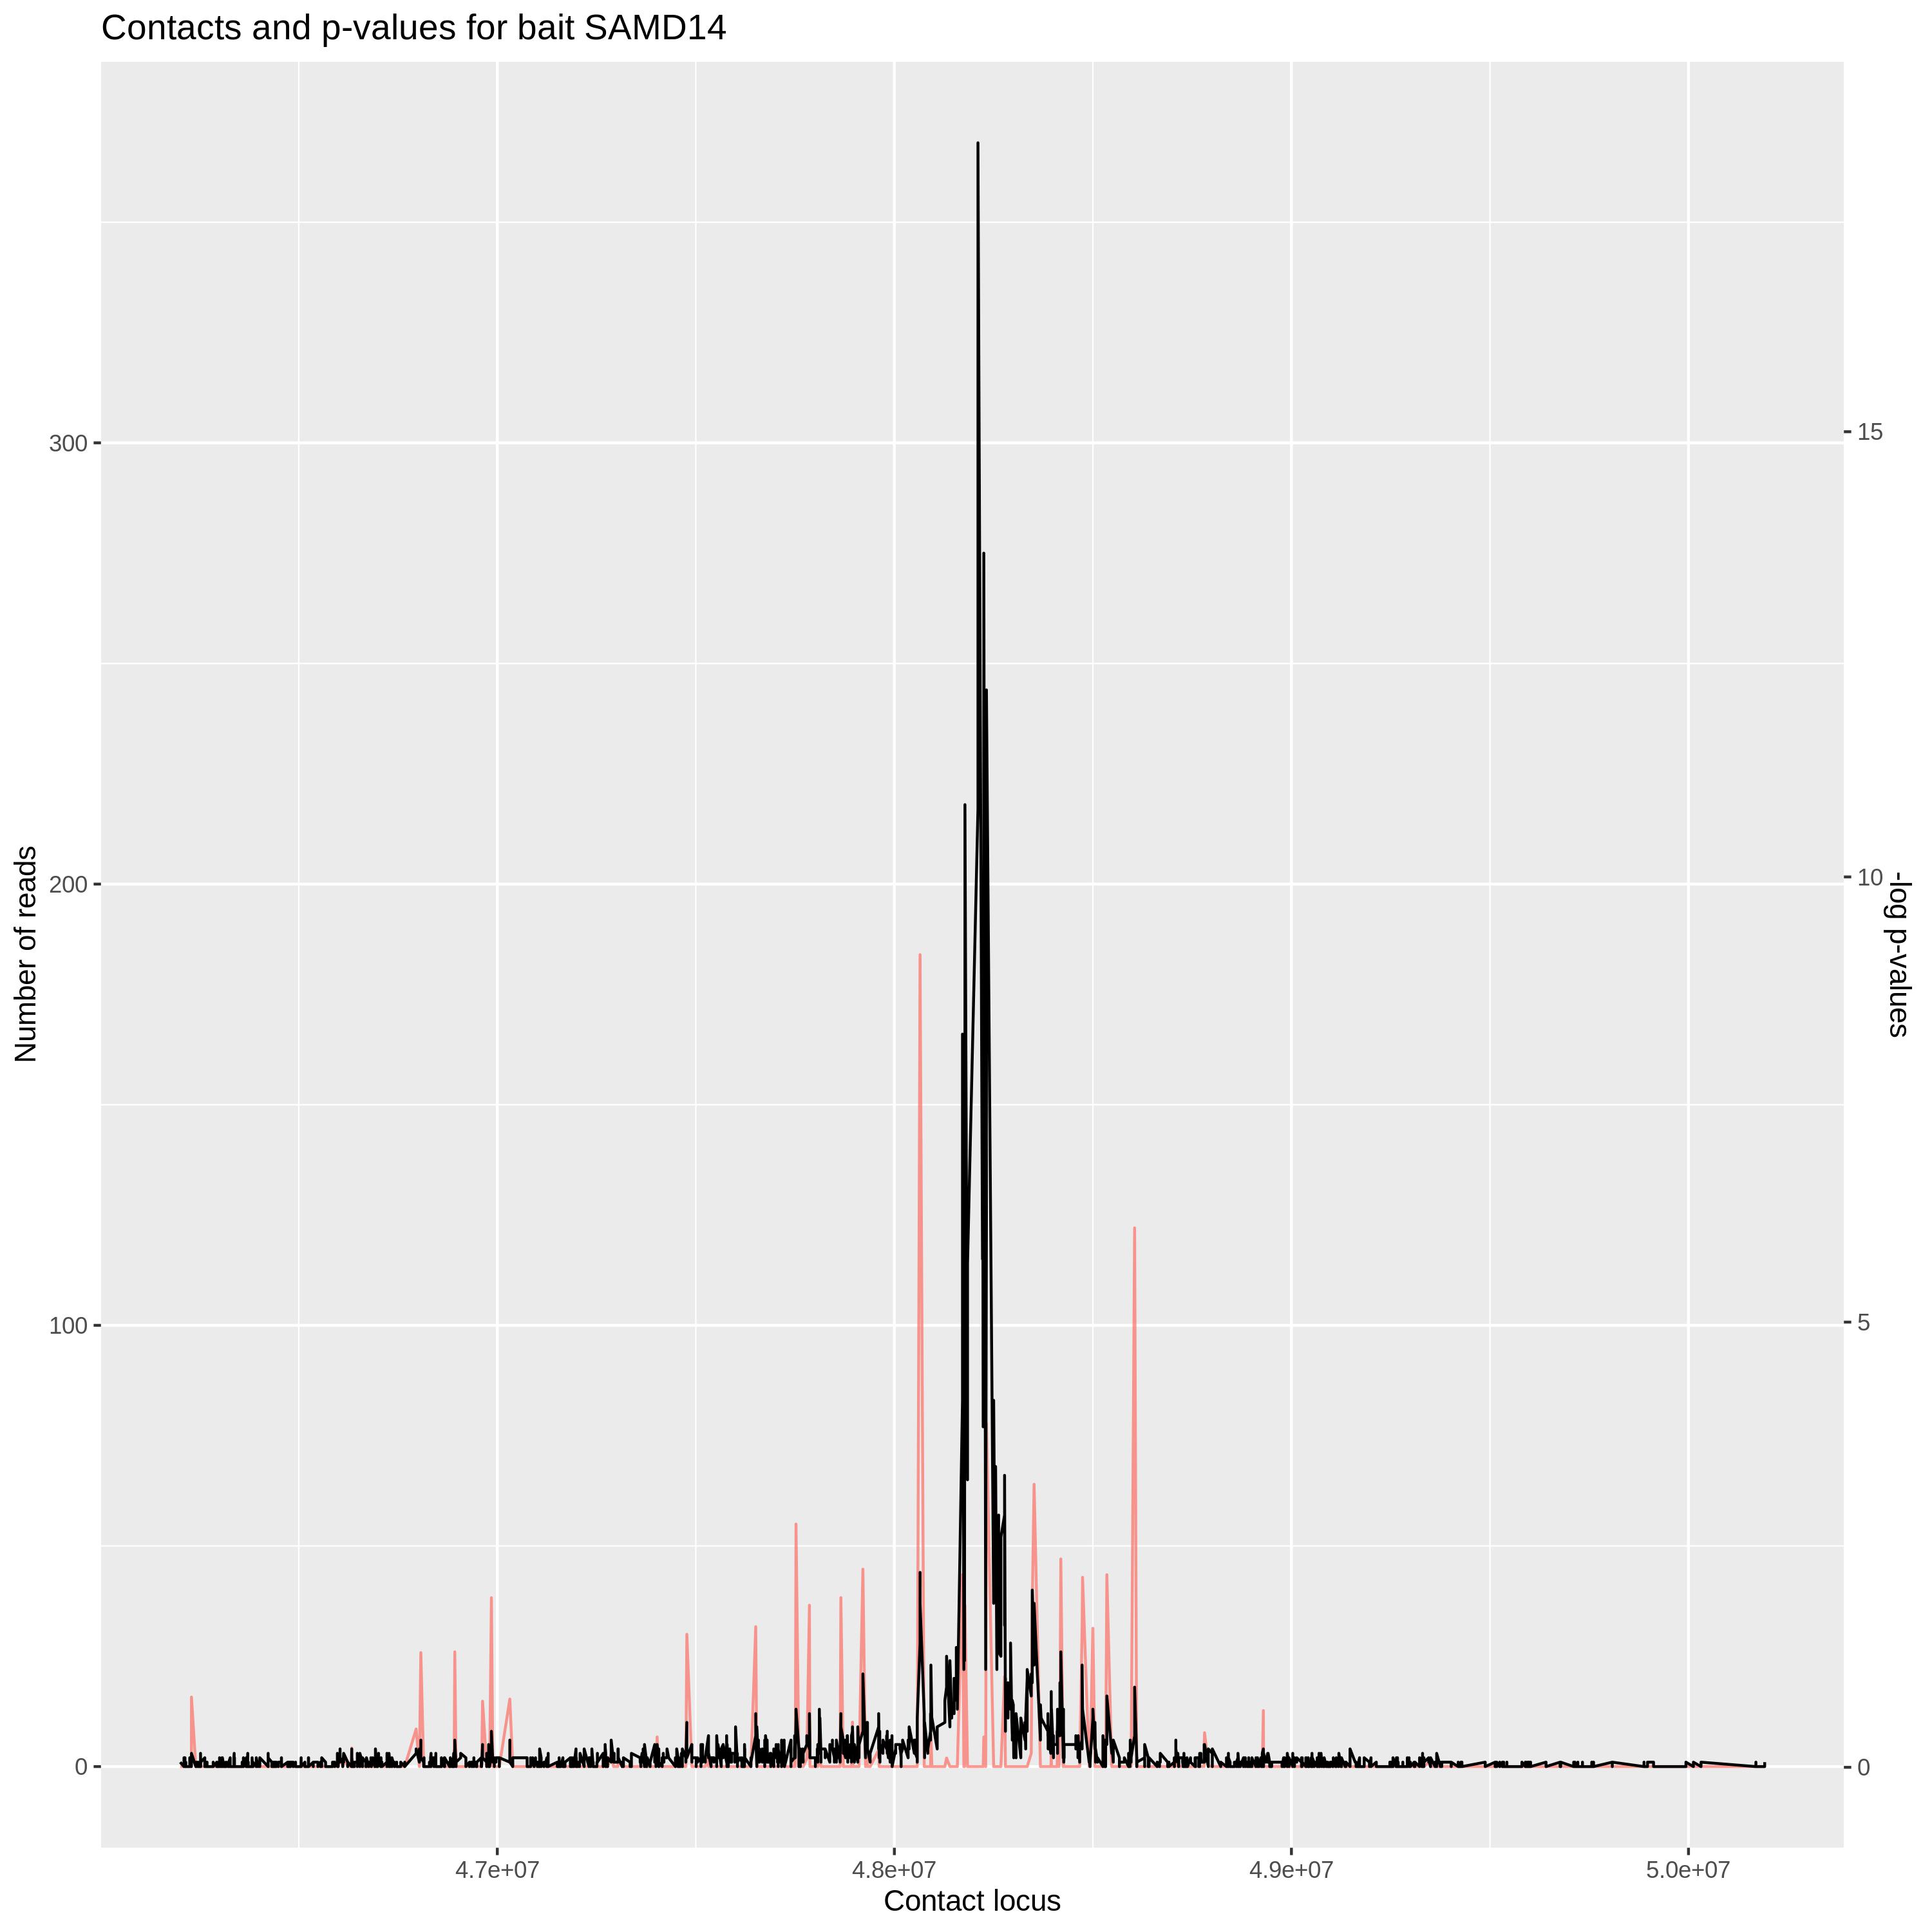 Contacts and p-values for bait SAMD14
Number of reads
300
200
100
0
15
10
5
0
-log p-values
4.7e+07
4.8e+07
4.9e+07
5.0e+07
Contact locus